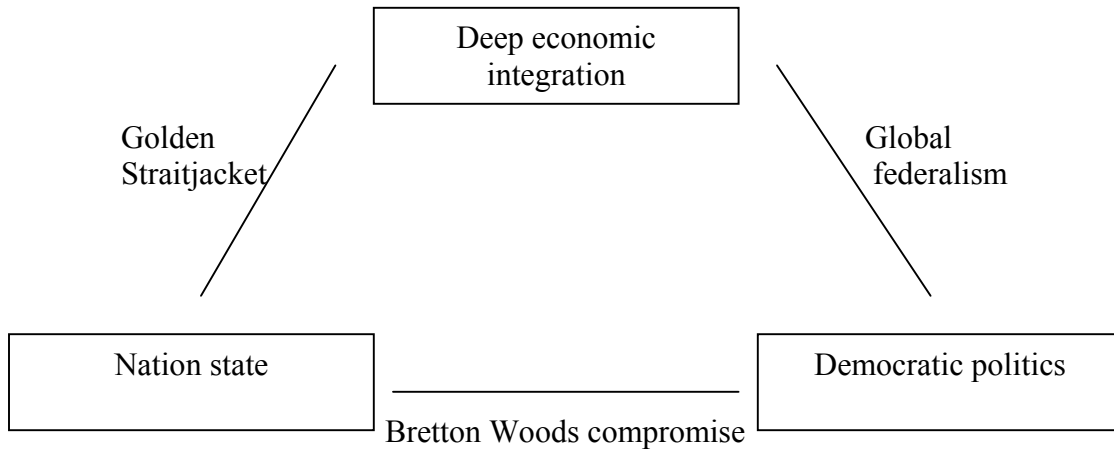 Deep economic
integration
Golden
Straitjacket
Global
federalism
Nation state
Democratic politics
Bretton Woods compromise